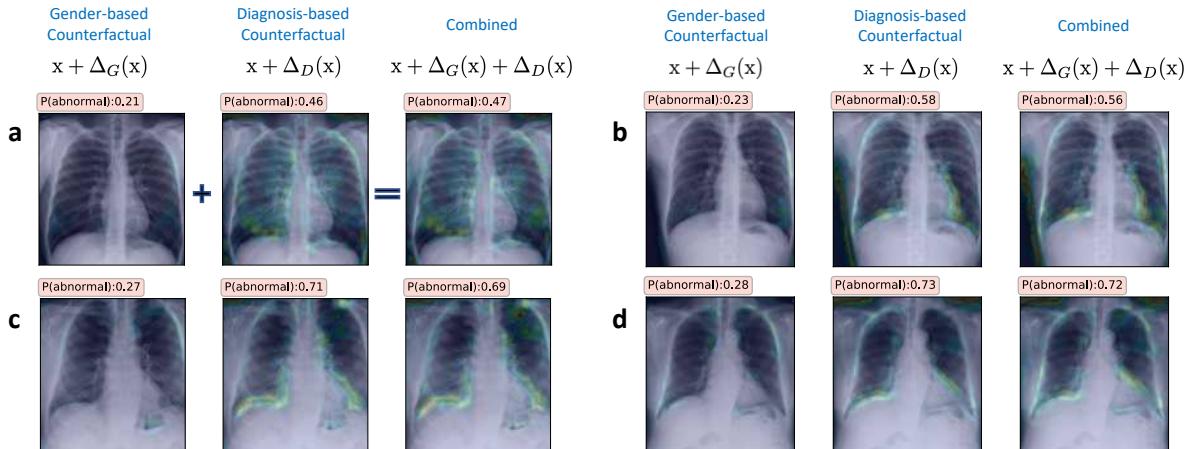 Gender-based
Counterfactual
Diagnosis-based
Counterfactual
Combined
x + Δ_G(x)
x + Δ_D(x)
x + Δ_G(x) + Δ_D(x)
Gender-based
Counterfactual
Diagnosis-based
Counterfactual
Combined
x + Δ_G(x)
x + Δ_D(x)
x + Δ_G(x) + Δ_D(x)
a
P(abnormal):0.21
+
P(abnormal):0.46
=
P(abnormal):0.47
b
P(abnormal):0.23
P(abnormal):0.58
P(abnormal):0.56
c
P(abnormal):0.27
P(abnormal):0.71
P(abnormal):0.69
d
P(abnormal):0.28
P(abnormal):0.73
P(abnormal):0.72